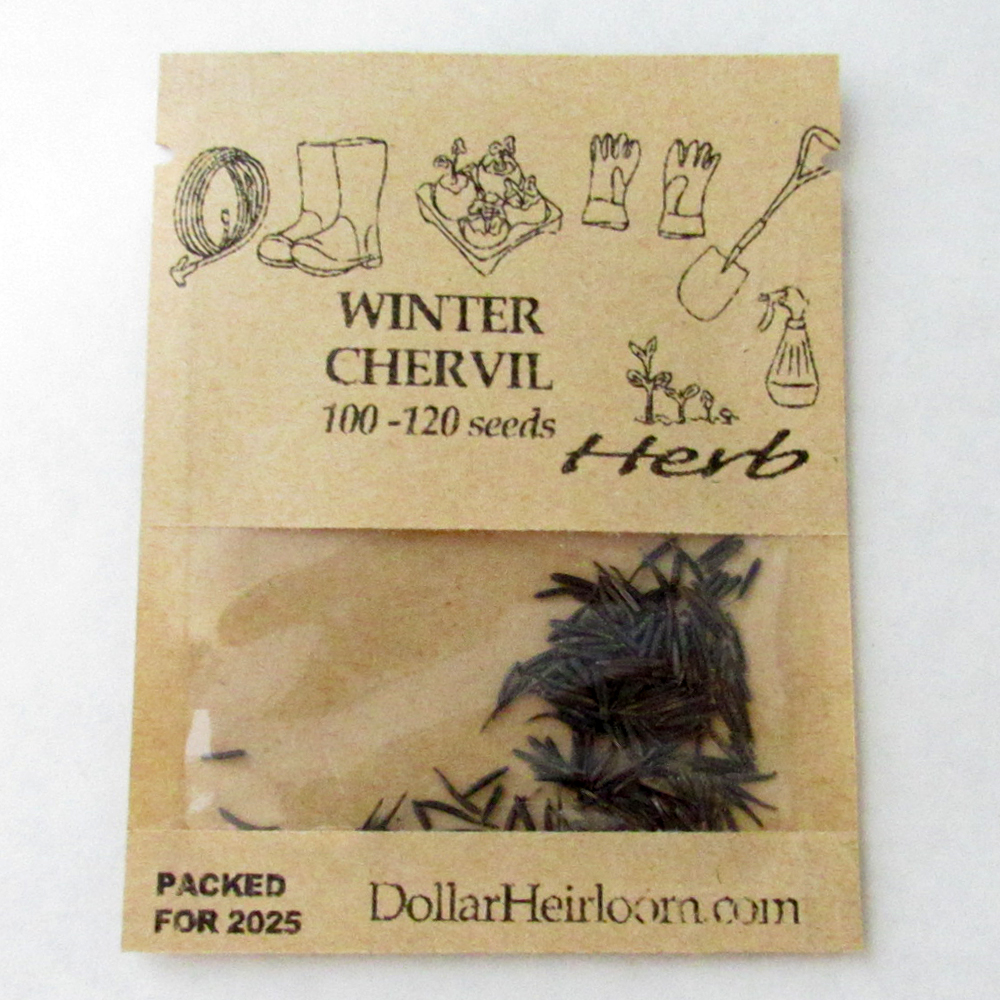 WINTER
CHERVIL
100 -120 seeds
Herb
PACKED
FOR 2025
DollarHeirloom.com